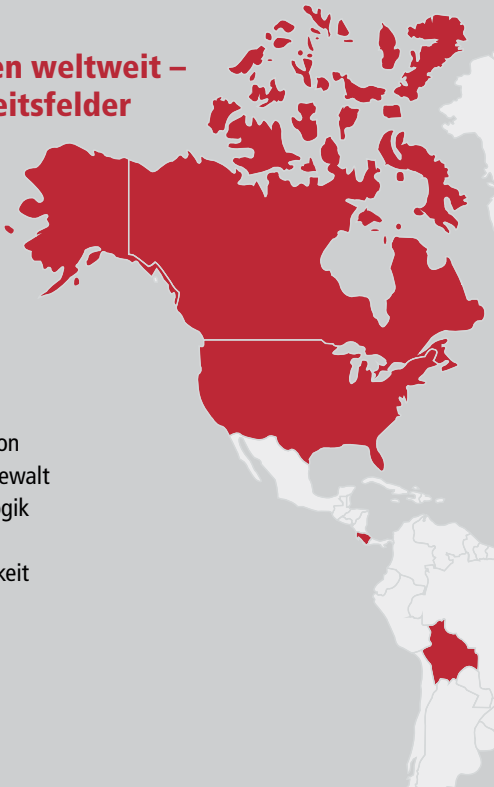 en weltweit –
eitsfelder
on
ewalt
gik
keit